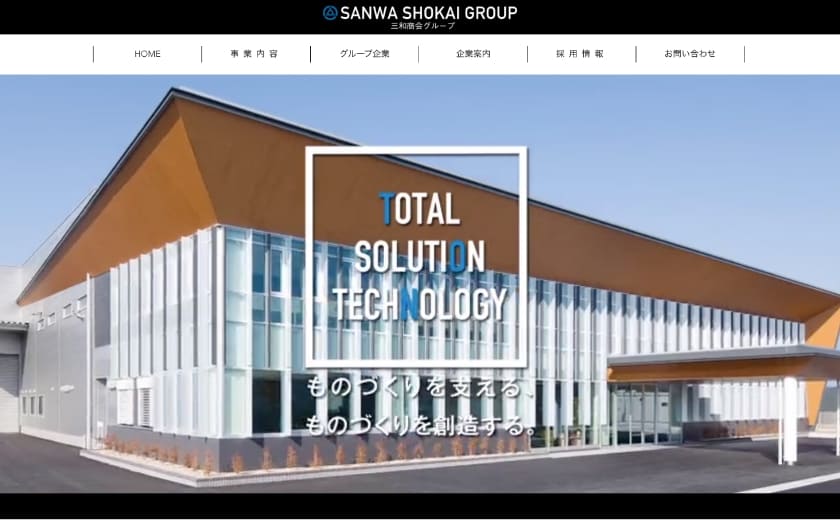 SANWA SHOKAI GROUP
三和商会グループ
HOME
事業内容
グループ企業
企業案内
採用情報
お問い合わせ
TOTAL
SOLUTION
TECHNOLOGY
ものづくりを支える、
ものづくりを創造する。